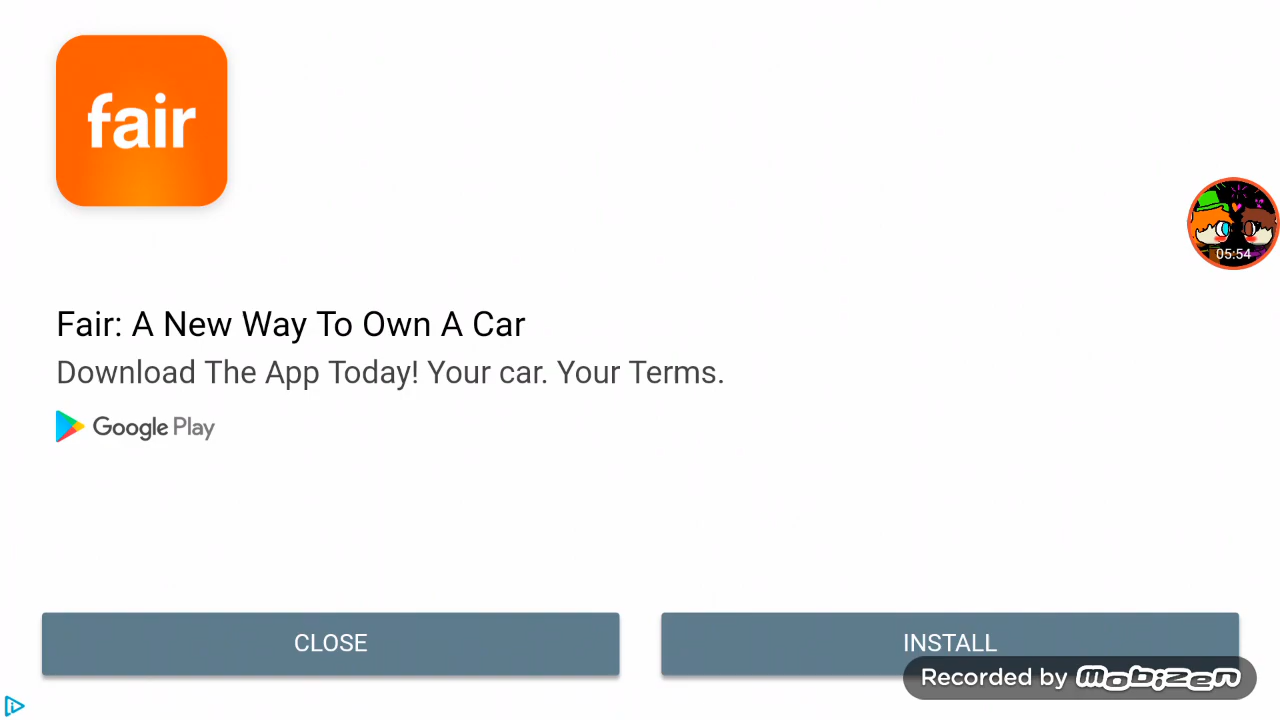 fair
05:54
Fair: A New Way To Own A Car
Download The App Today! Your car. Your Terms.
Google Play
CLOSE
INSTALL
Recorded by mobizen